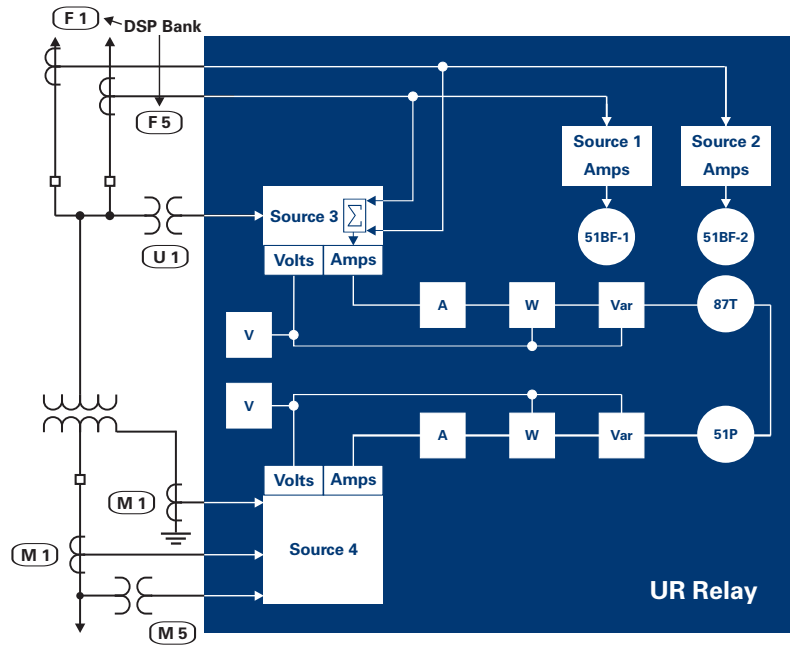 F 1
DSP Bank
F 5
Source 1
Amps
Source 2
Amps
Source 3
Σ
51BF-1
51BF-2
U 1
Volts
Amps
A
W
Var
87T
V
V
A
W
Var
51P
Volts
Amps
M 1
Source 4
M 1
UR Relay
M 5